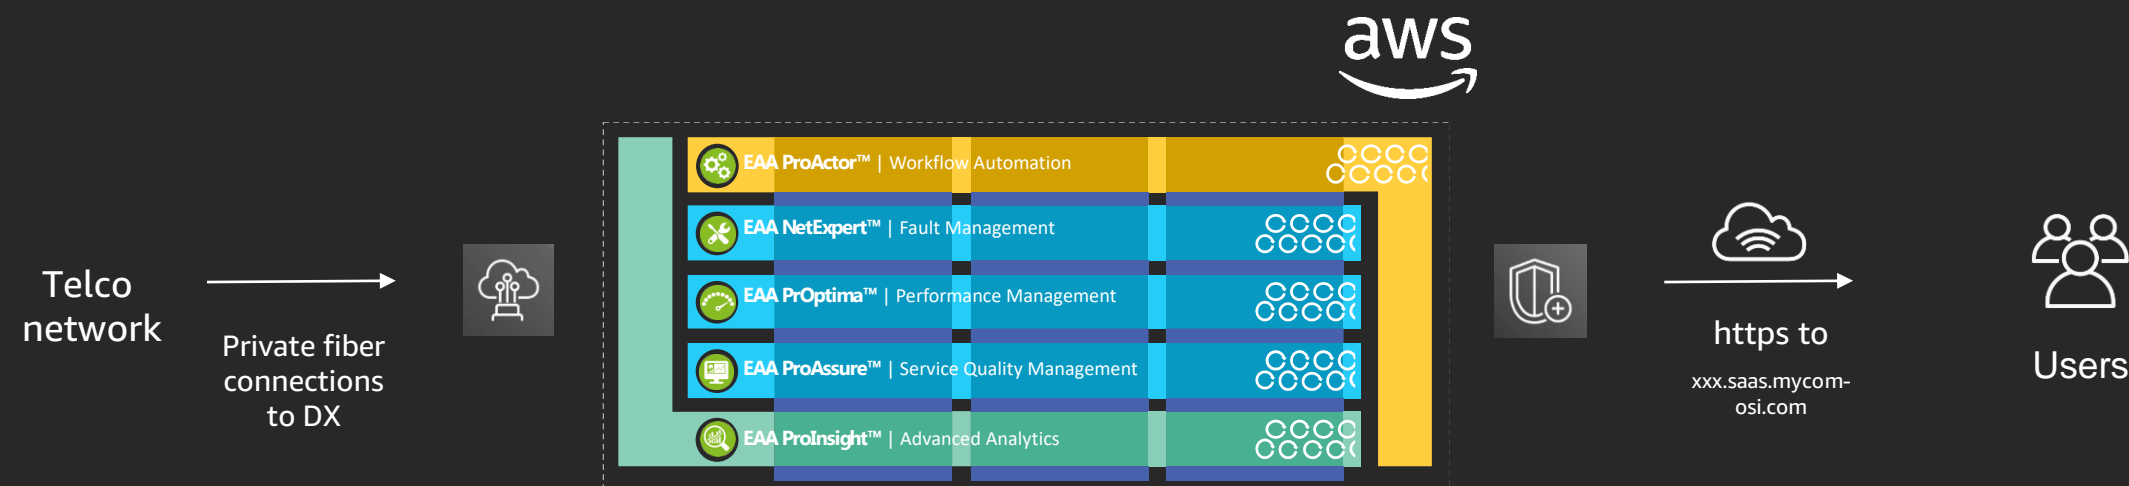 aws
EAA ProActor™ | Workflow Automation
EAA NetExpert™ | Fault Management
EAA PrOptima™ | Performance Management
EAA ProAssure™ | Service Quality Management
EAA ProInsight™ | Advanced Analytics
Telco
network
Private fiber
connections
to DX
https to
xxx.saas.mycom-
osi.com
Users